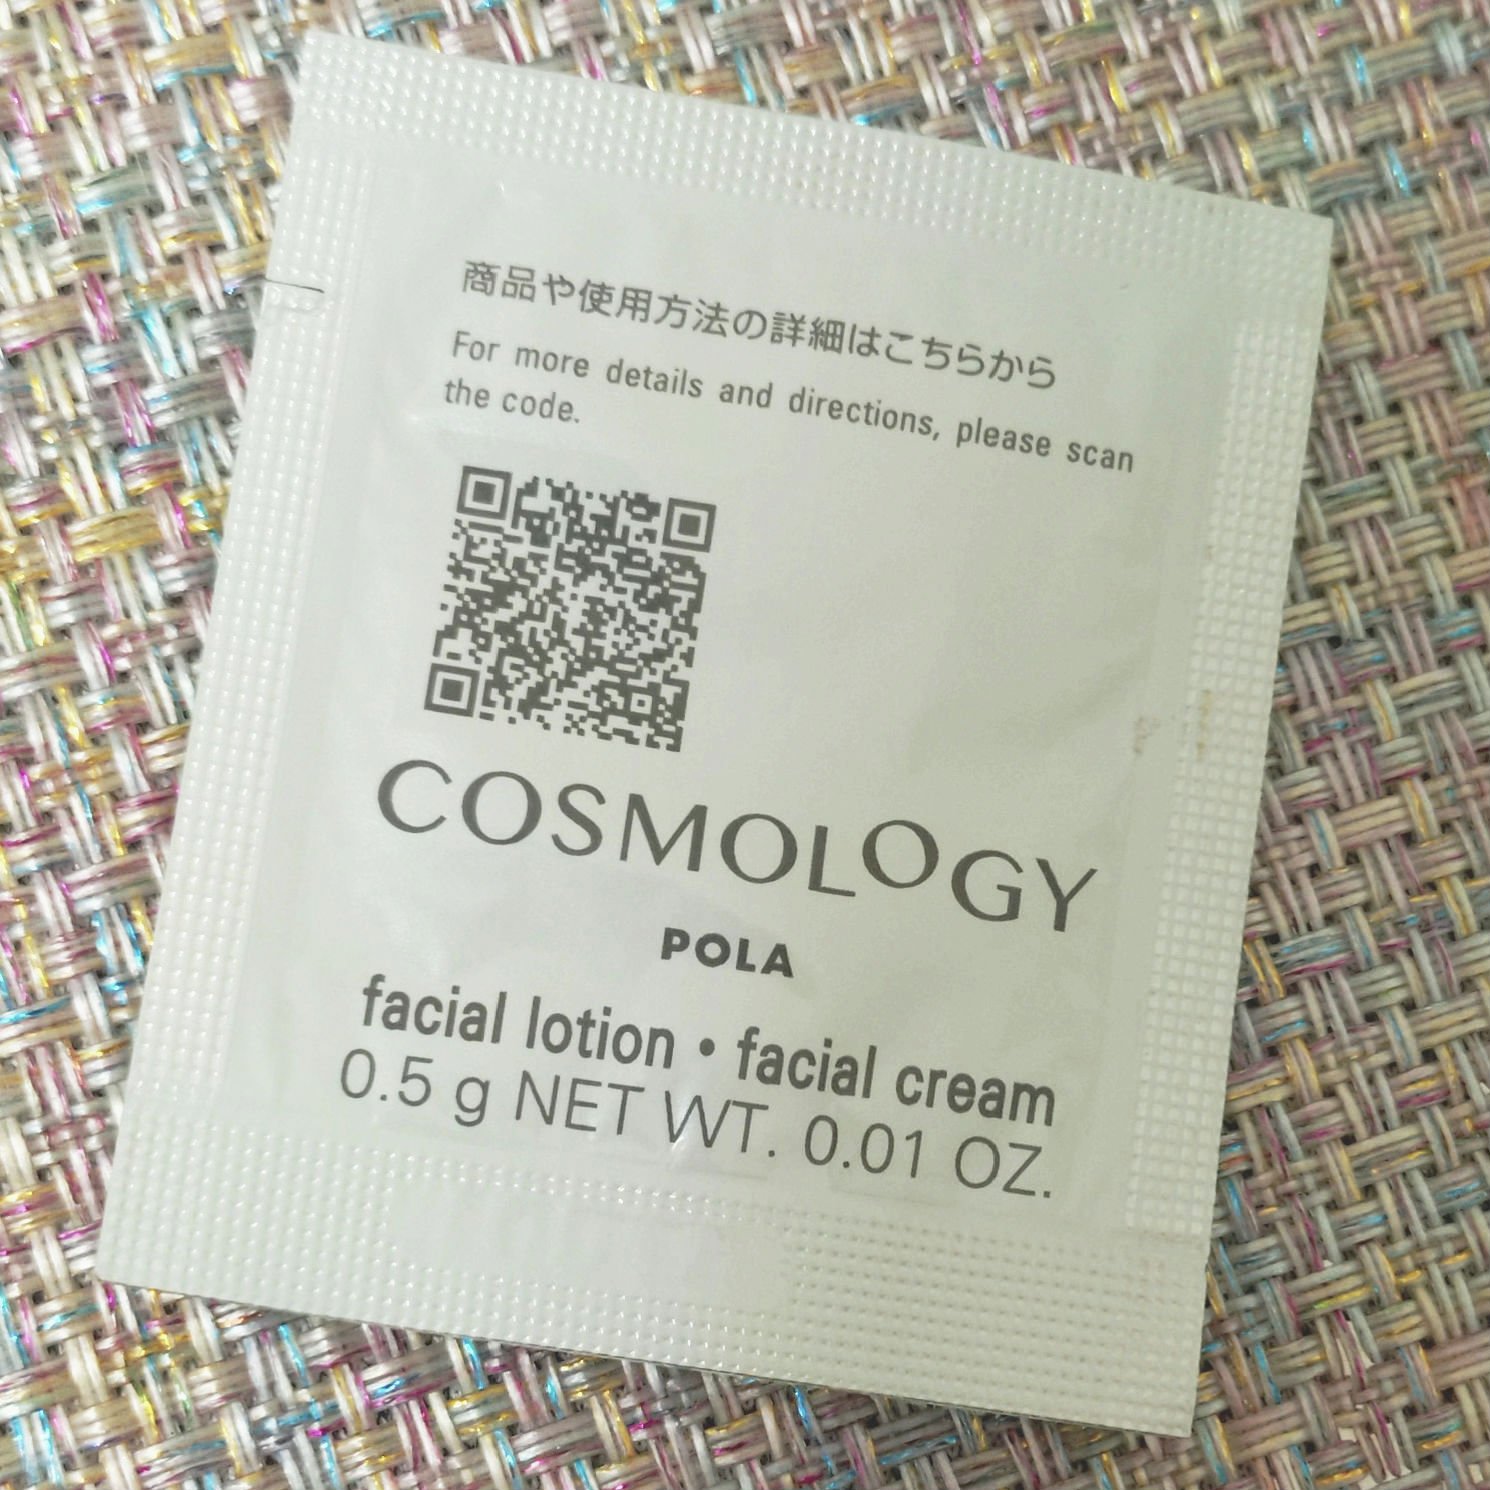 商品や使用方法の詳細はこちらから
For more details and directions, please scan
the code.
COSMOLOGY
POLA
facial lotion • facial cream
0.5 g NET WT. 0.01 OZ.